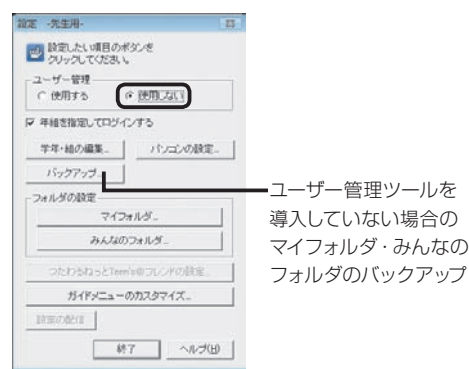 設定 -先生用-
設定したい項目のボタンを
クリックしてください。
ユーザー管理
使用する
使用しない
年組を指定してログインする
学年・組の編集...
パソコンの設定...
バックアップ...
フォルダの設定
マイフォルダ...
みんなのフォルダ...
つたわるねっとTeen's@フレンドの設定...
ガイドメニューのカスタマイズ...
設定の配信
終了
ヘルプ(H)
ユーザー管理ツールを
導入していない場合の
マイフォルダ・みんなの
フォルダのバックアップ